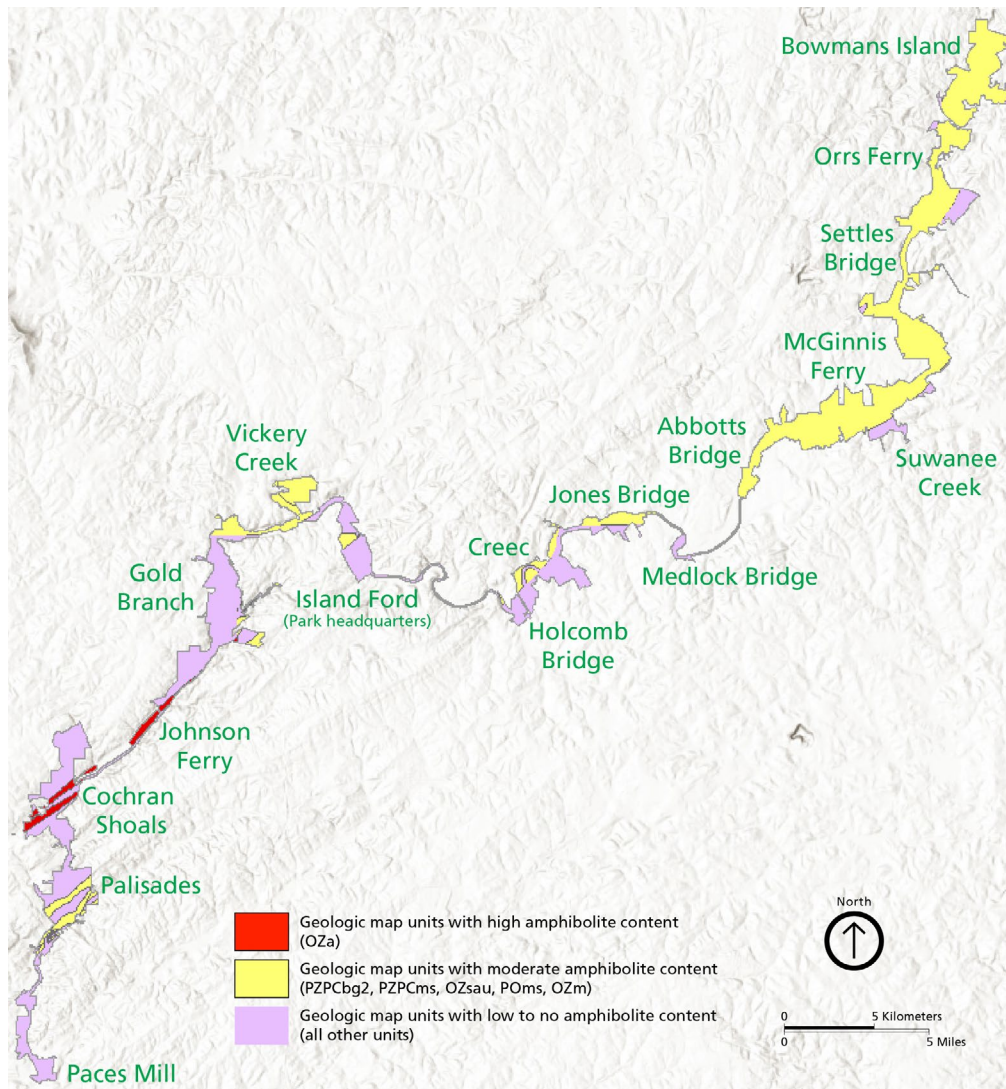 Bowmans Island
Orrs Ferry
Settles
Bridge
McGinnis
Ferry
Abbotts
Bridge
Suwanee
Creek
Vickery
Creek
Jones Bridge
Creec
Medlock Bridge
Gold
Branch
Island Ford
(Park headquarters)
Holcomb
Bridge
Johnson
Ferry
Cochran
Shoals
Palisades
Paces Mill
Geologic map units with high amphibolite content
(OZa)
Geologic map units with moderate amphibolite content
(PZPCbg2, PZPCms, OZsau, POms, OZm)
Geologic map units with low to no amphibolite content
(all other units)
North
0 5 Kilometers
0 5 Miles